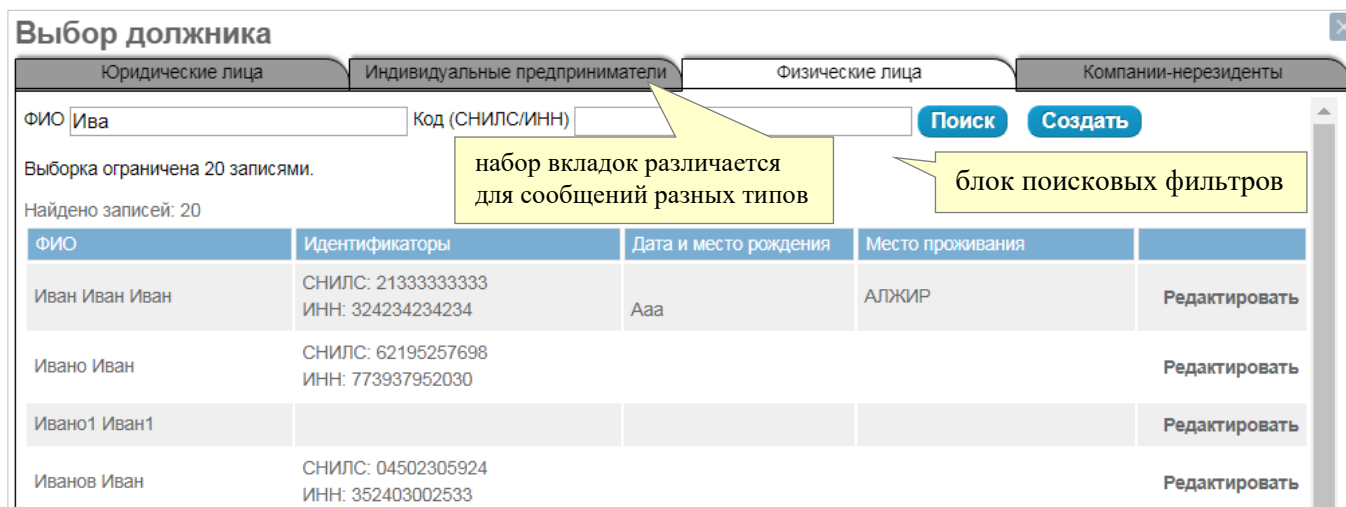 Выбор должника
Юридические лица Индивидуальные предприниматели Физические лица Компании-нерезиденты
ФИО Ива Код (СНИЛС/ИНН) Поиск Создать
набор вкладок различается
для сообщений разных типов
блок поисковых фильтров
Выборка ограничена 20 записями.
Найдено записей: 20
ФИО Идентификаторы Дата и место рождения Место проживания
Иван Иван Иван СНИЛС: 21333333333 АЛЖИР Редактировать
ИНН: 324234234234 Ааа
Ивано Иван СНИЛС: 62195257698 Редактировать
ИНН: 773937952030
Ивано1 Иван1 Редактировать
Иванов Иван СНИЛС: 04502305924 Редактировать
ИНН: 352403002533